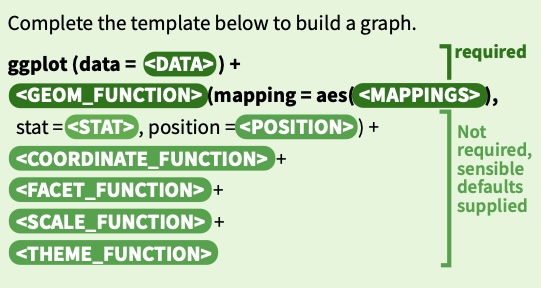 Complete the template below to build a graph.
ggplot (data = <DATA>) +
<GEOM_FUNCTION>(mapping = aes(<MAPPINGS>),
stat = <STAT>, position = <POSITION>) +
<COORDINATE_FUNCTION> +
<FACET_FUNCTION> +
<SCALE_FUNCTION> +
<THEME_FUNCTION>
required
Not
required,
sensible
defaults
supplied